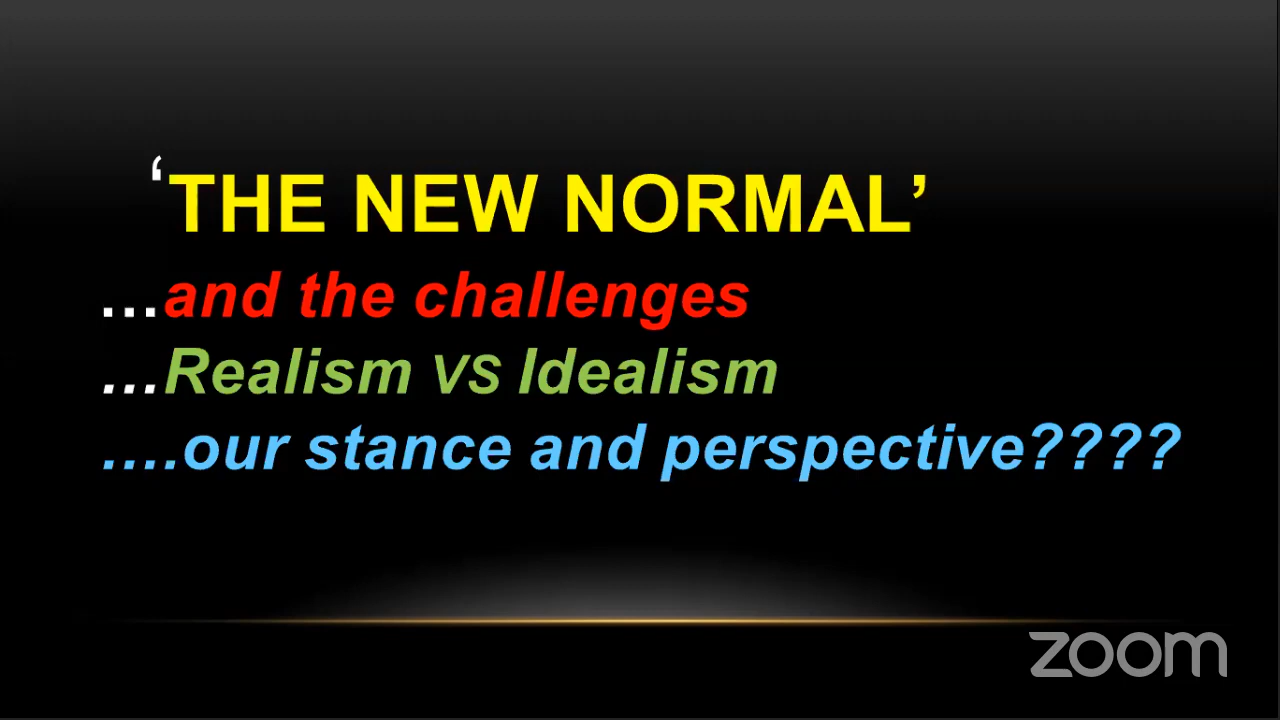 ‘THE NEW NORMAL’
...and the challenges
...Realism VS Idealism
....our stance and perspective????
zoom